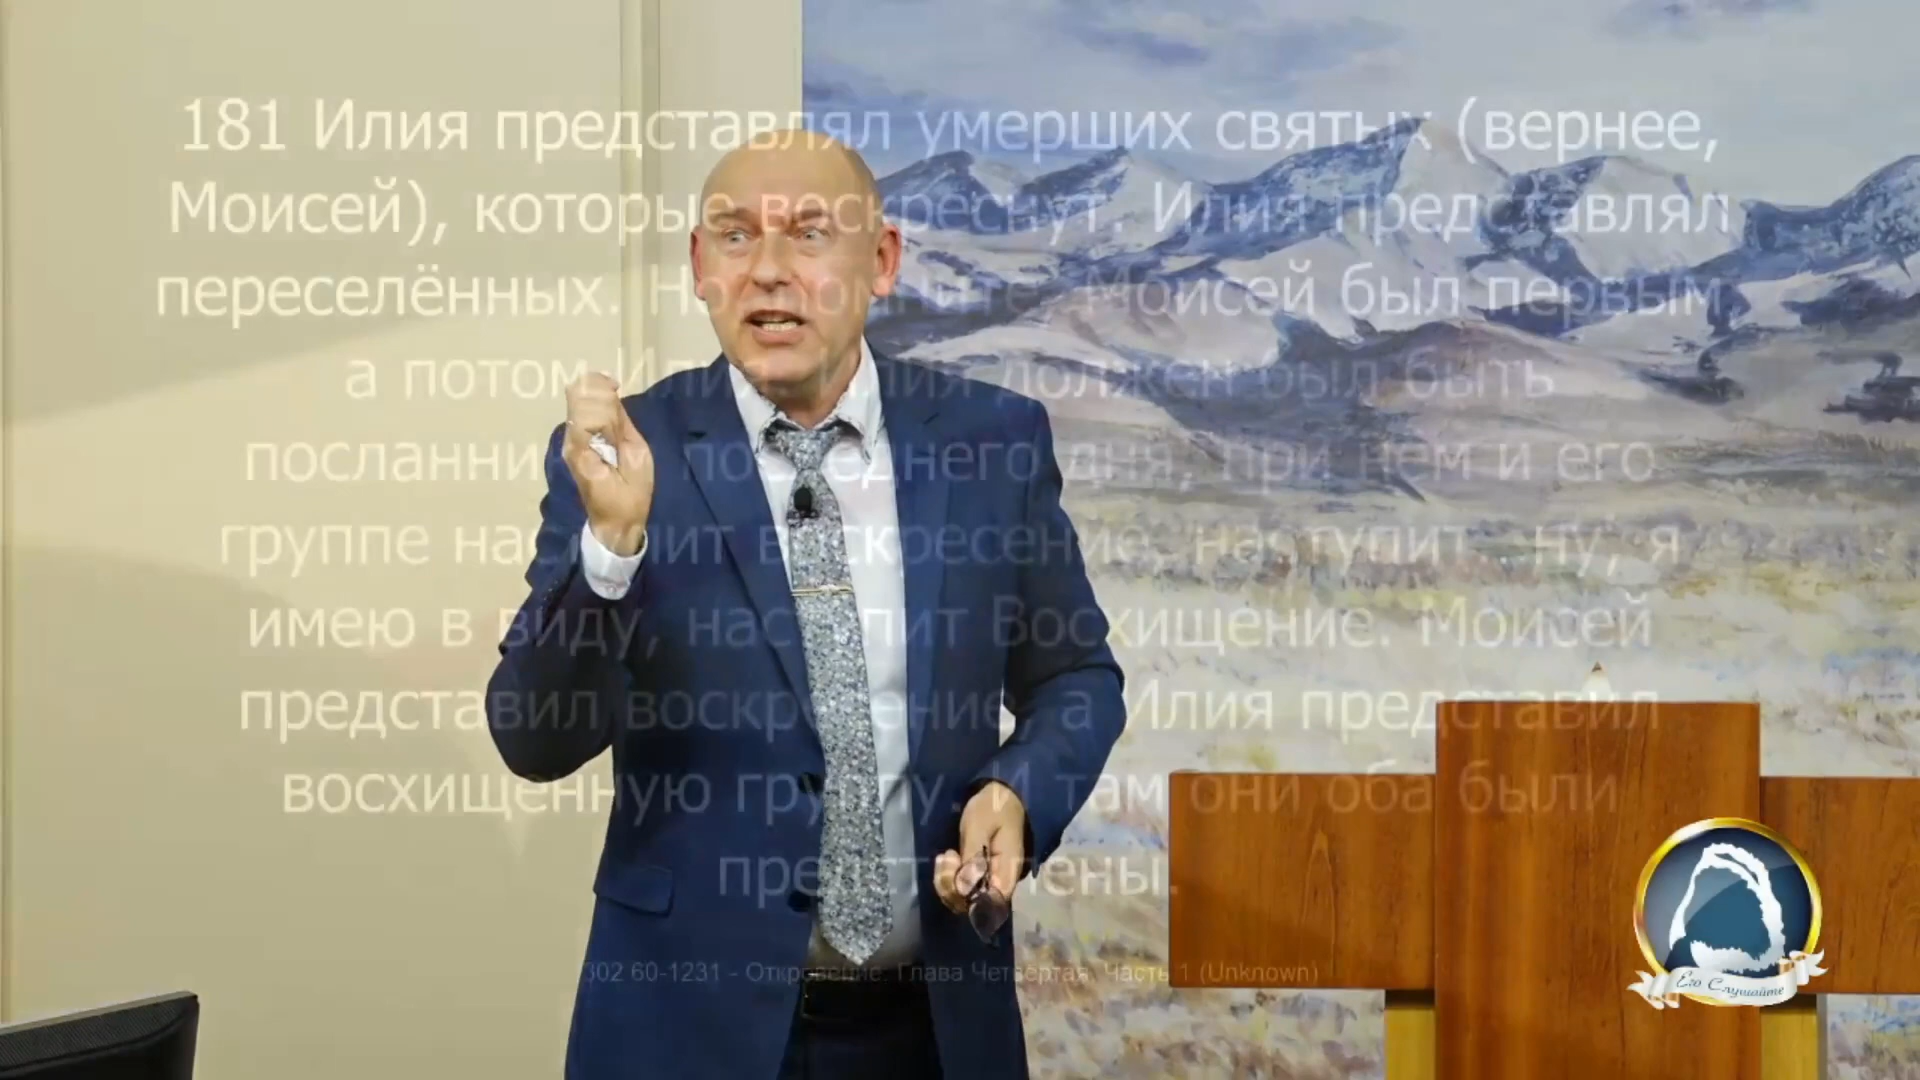 181 Илия представлял умерших святых (вернее,
Моисей), которые воскреснут. Илия представлял
переселённых. Но помните, Моисей был первым
а потом Илия. Илия должен был быть
посланником последнего дня, при нём и его
группе наступит воскресение, наступит ну, я
имею в виду, наступит Восхищение. Моисей
представил воскресение, а Илия представил
восхищенную группу. И там они оба были
представлены.
302 60-1231 - Откровение. Глава Четвертая. Часть 1 (Unknown)
Его Слушайте